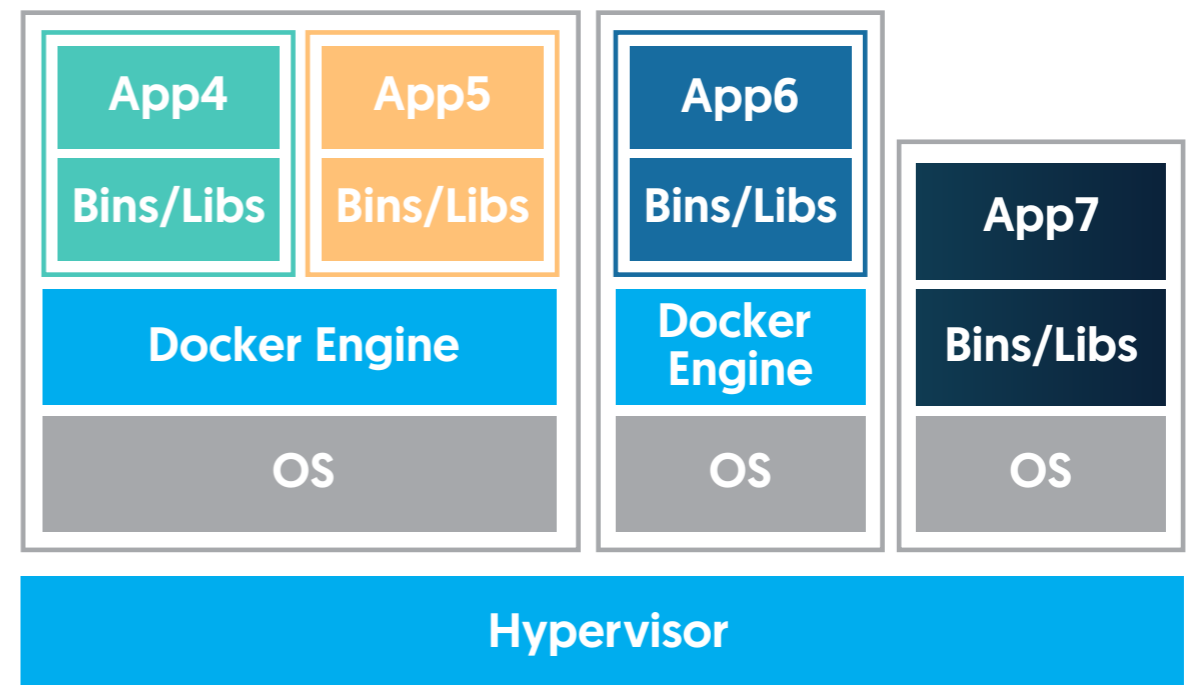 App4
Bins/Libs
App5
Bins/Libs
Docker Engine
OS
App6
Bins/Libs
Docker
Engine
OS
App7
Bins/Libs
OS
Hypervisor